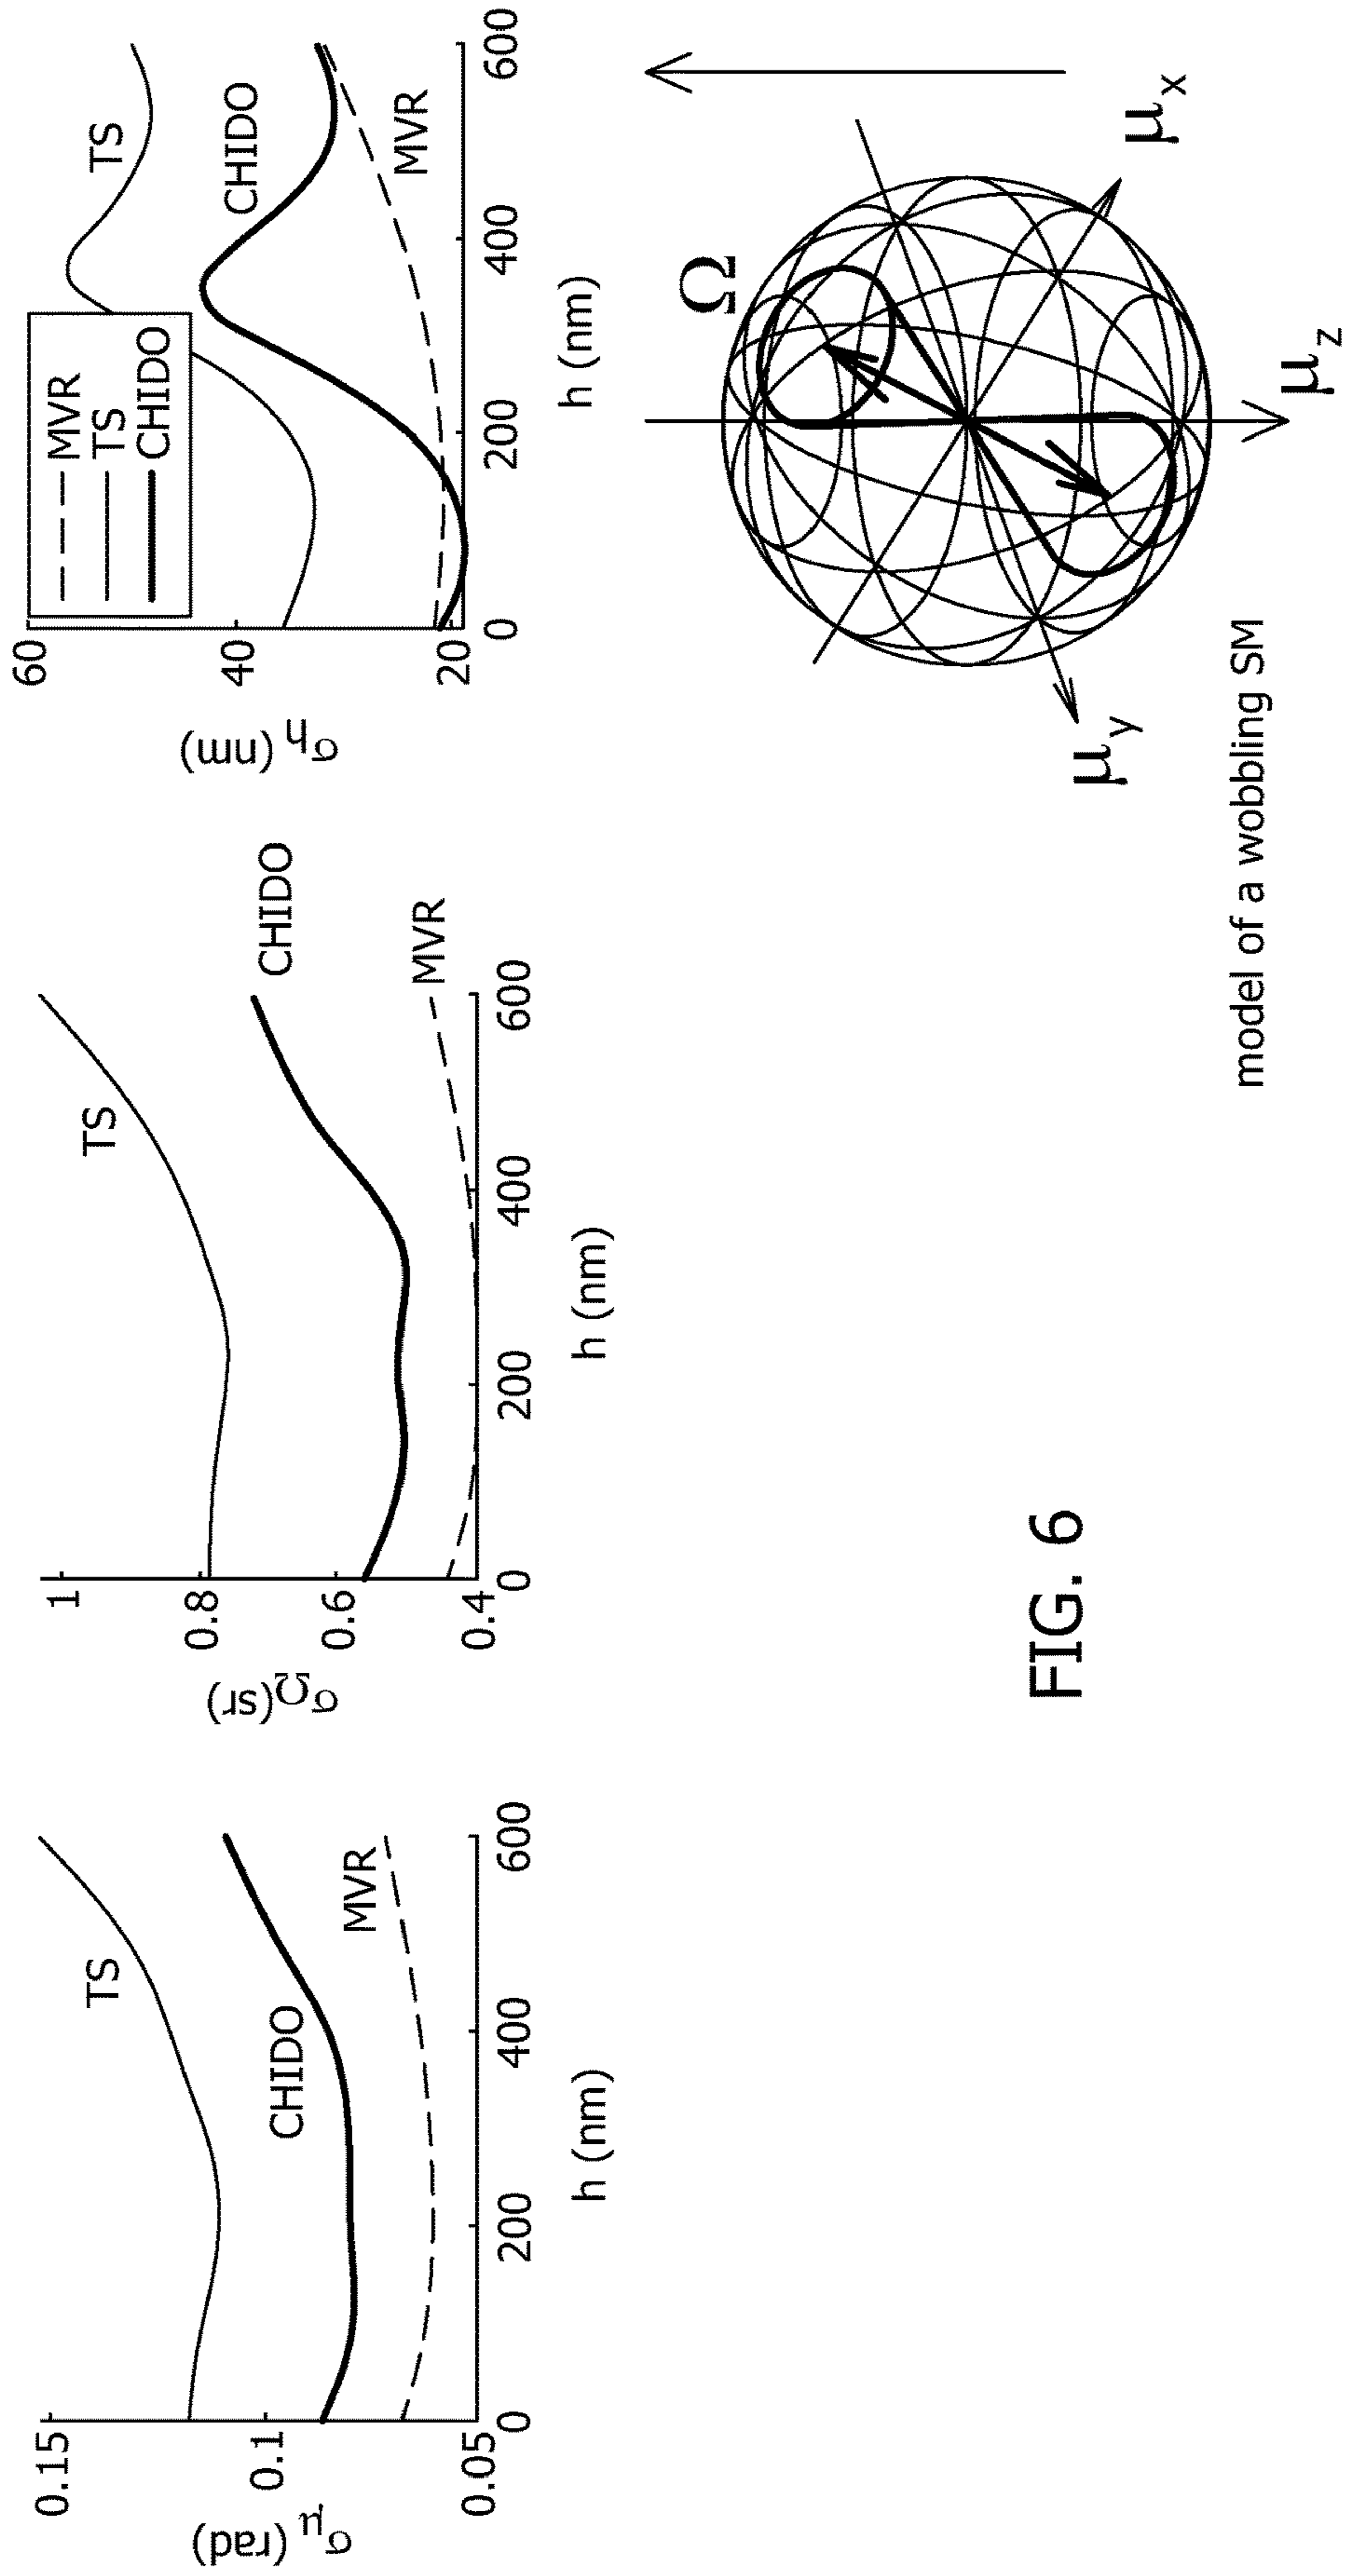 0.15
0.1
0.05
σμ (rad)
TS
CHIDO
MVR
0 200 400 600
h (nm)
1
0.8
0.6
0.4
σΩ(sr)
TS
CHIDO
MVR
0 200 400 600
h (nm)
60
40
20
σh (nm)
MVR
TS
CHIDO
TS
CHIDO
MVR
0 200 400 600
h (nm)
Ω
μx
μy
μz
model of a wobbling SM
FIG. 6